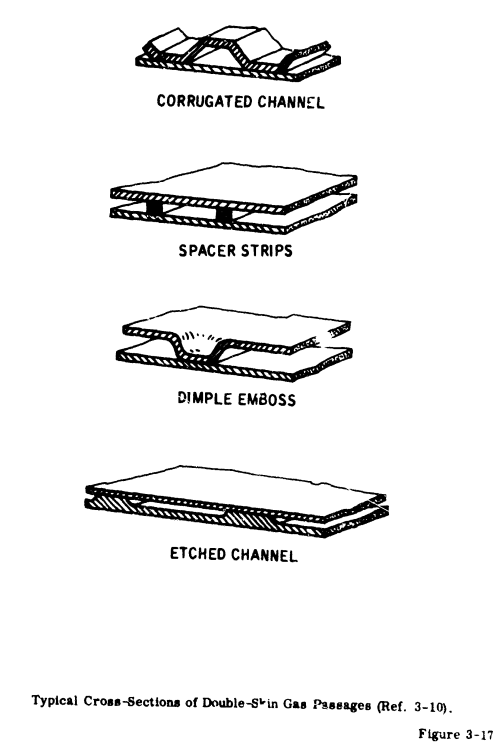 CORRUGATED CHANNEL
SPACER STRIPS
DIMPLE EMBOSS
ETCHED CHANNEL
Typical Cross-Sections of Double-Skin Gas Passages (Ref. 3-10).
Figure 3-17